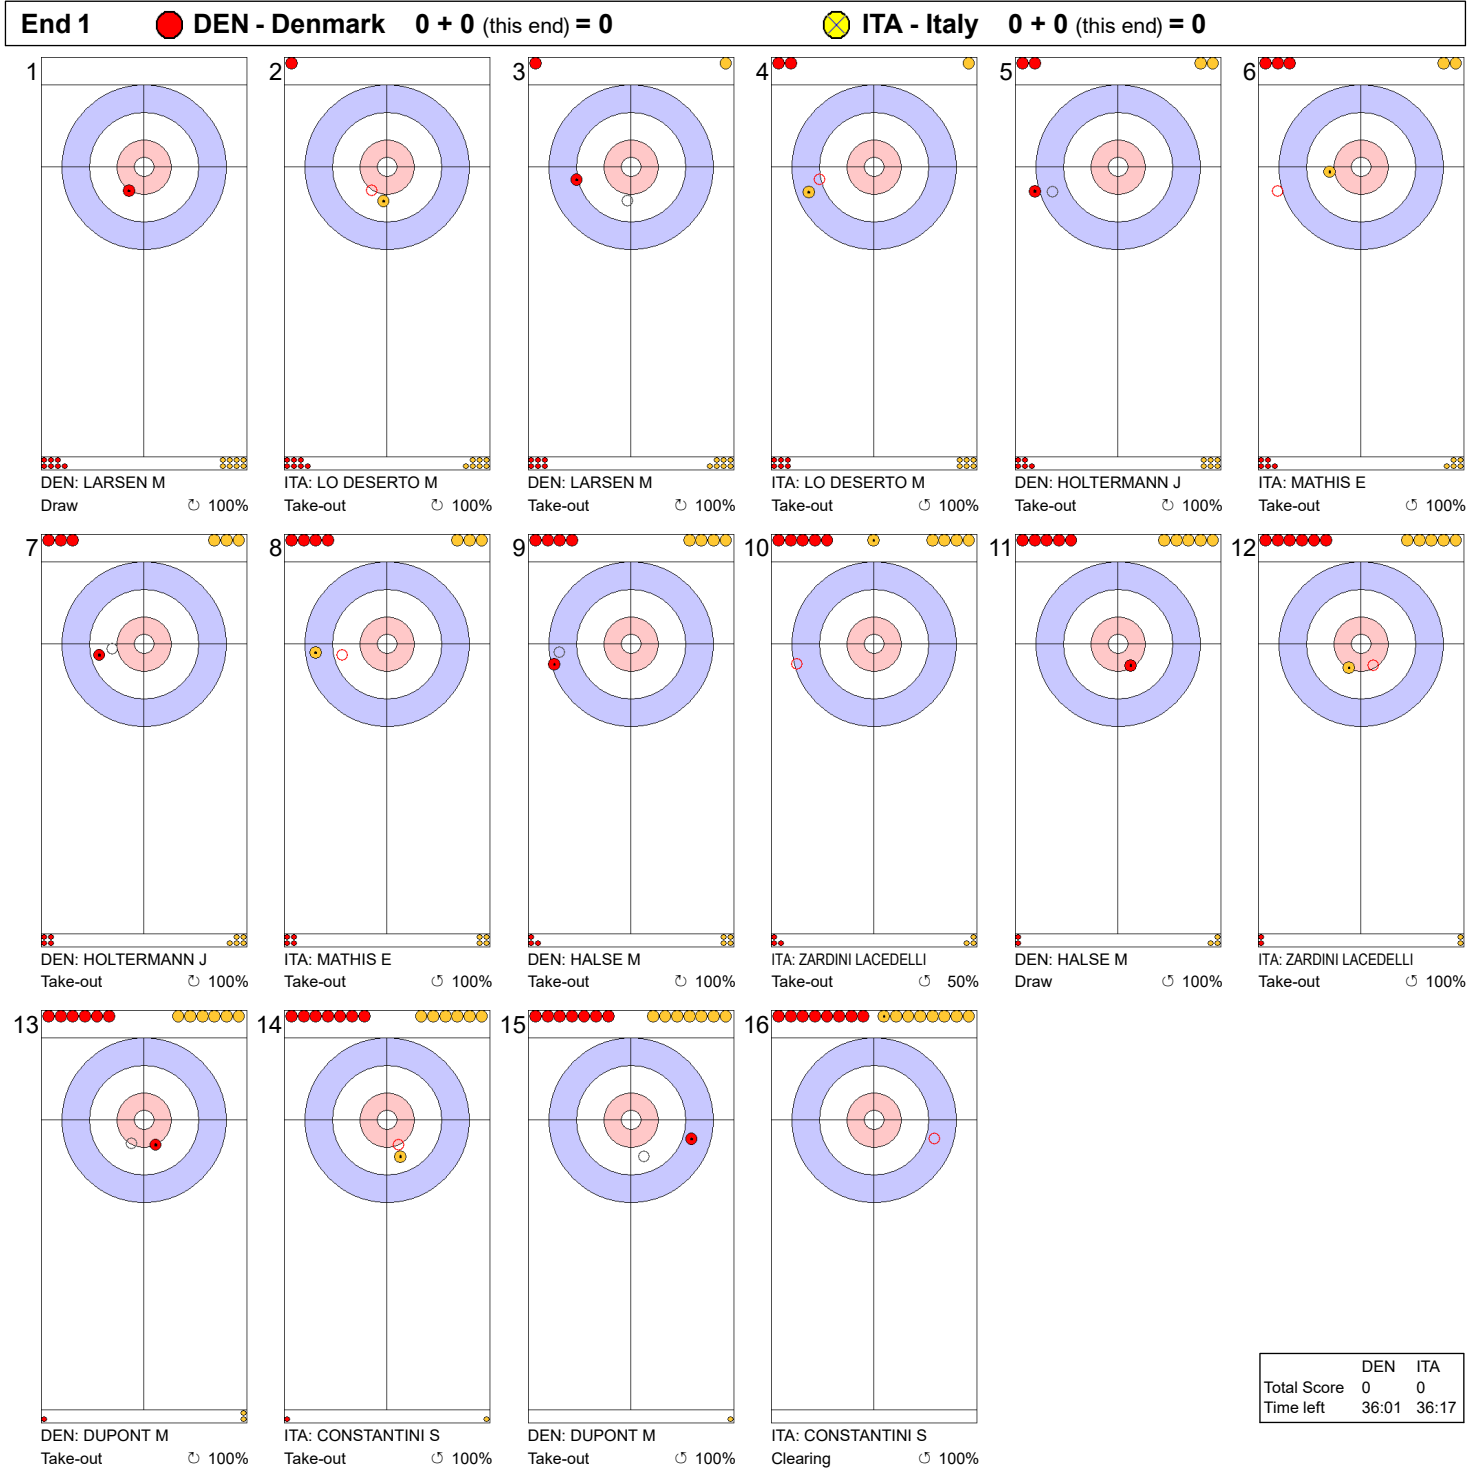 End 1 DEN - Denmark 0 + 0 (this end) = 0 ITA - Italy 0 + 0 (this end) = 0
1 2 3 4 5 6
DEN: LARSEN M ITA: LO DESERTO M DEN: LARSEN M ITA: LO DESERTO M DEN: HOLTERMANN J ITA: MATHIS E
Draw ↻ 100% Take-out ↻ 100% Take-out ↻ 100% Take-out ↺ 100% Take-out ↻ 100% Take-out ↺ 100%
7 8 9 10 11 12
DEN: HOLTERMANN J ITA: MATHIS E DEN: HALSE M ITA: ZARDINI LACEDELLI DEN: HALSE M ITA: ZARDINI LACEDELLI
Take-out ↻ 100% Take-out ↺ 100% Take-out ↻ 100% Take-out ↺ 50% Draw ↺ 100% Take-out ↻ 100%
13 14 15 16
DEN: DUPONT M ITA: CONSTANTINI S DEN: DUPONT M ITA: CONSTANTINI S
Take-out ↻ 100% Take-out ↺ 100% Take-out ↺ 100% Clearing ↺ 100%
DEN ITA
Total Score 0 0
Time left 36:01 36:17